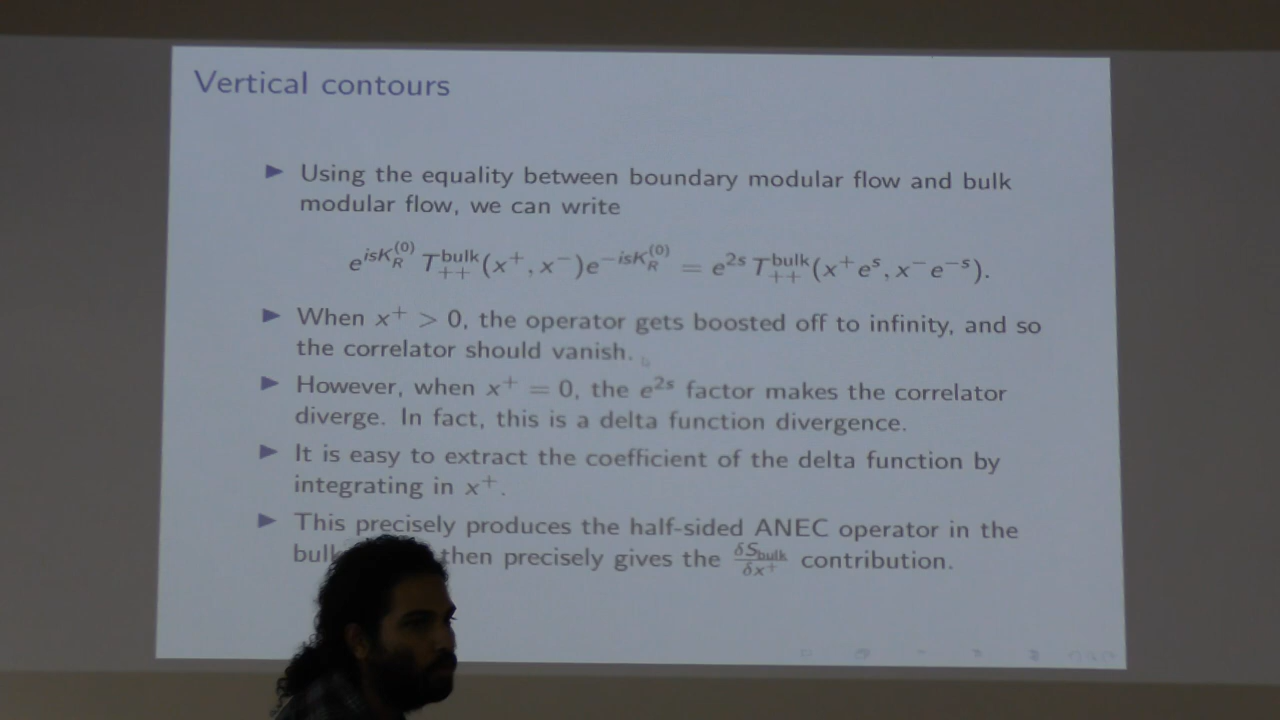 Vertical contours
▶ Using the equality between boundary modular flow and bulk
modular flow, we can write
e^{isK_R^{(0)}} T_{++}^{bulk}(x^+, x^-)e^{-isK_R^{(0)}} = e^{2s} T_{++}^{bulk}(x^+e^s, x^-e^{-s}).
▶ When x^+ > 0, the operator gets boosted off to infinity, and so
the correlator should vanish.
▶ However, when x^+ = 0, the e^{2s} factor makes the correlator
diverge. In fact, this is a delta function divergence.
▶ It is easy to extract the coefficient of the delta function by
integrating in x^+.
▶ This precisely produces the half-sided ANEC operator in the
then precisely gives the \frac{δS_{bulk}}{δx^+} contribution.